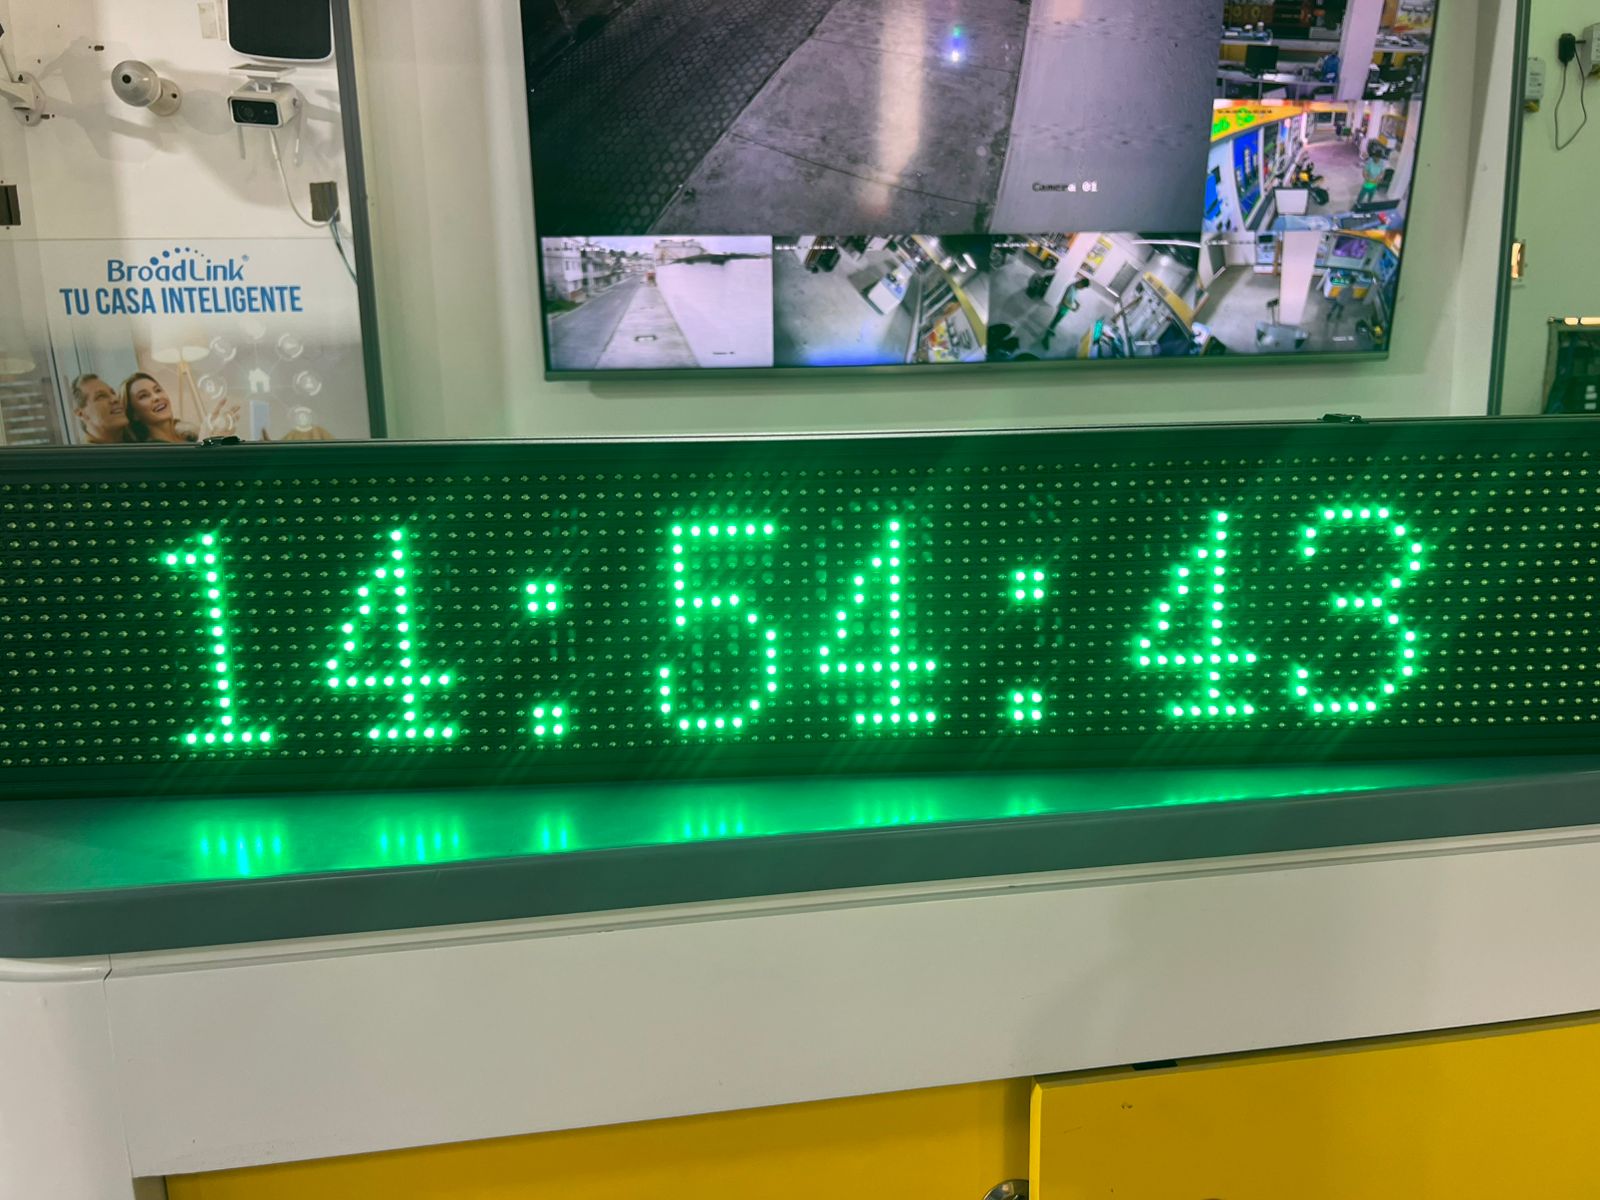 BroadLink®
TU CASA INTELIGENTE
Camera 01
14:54:43